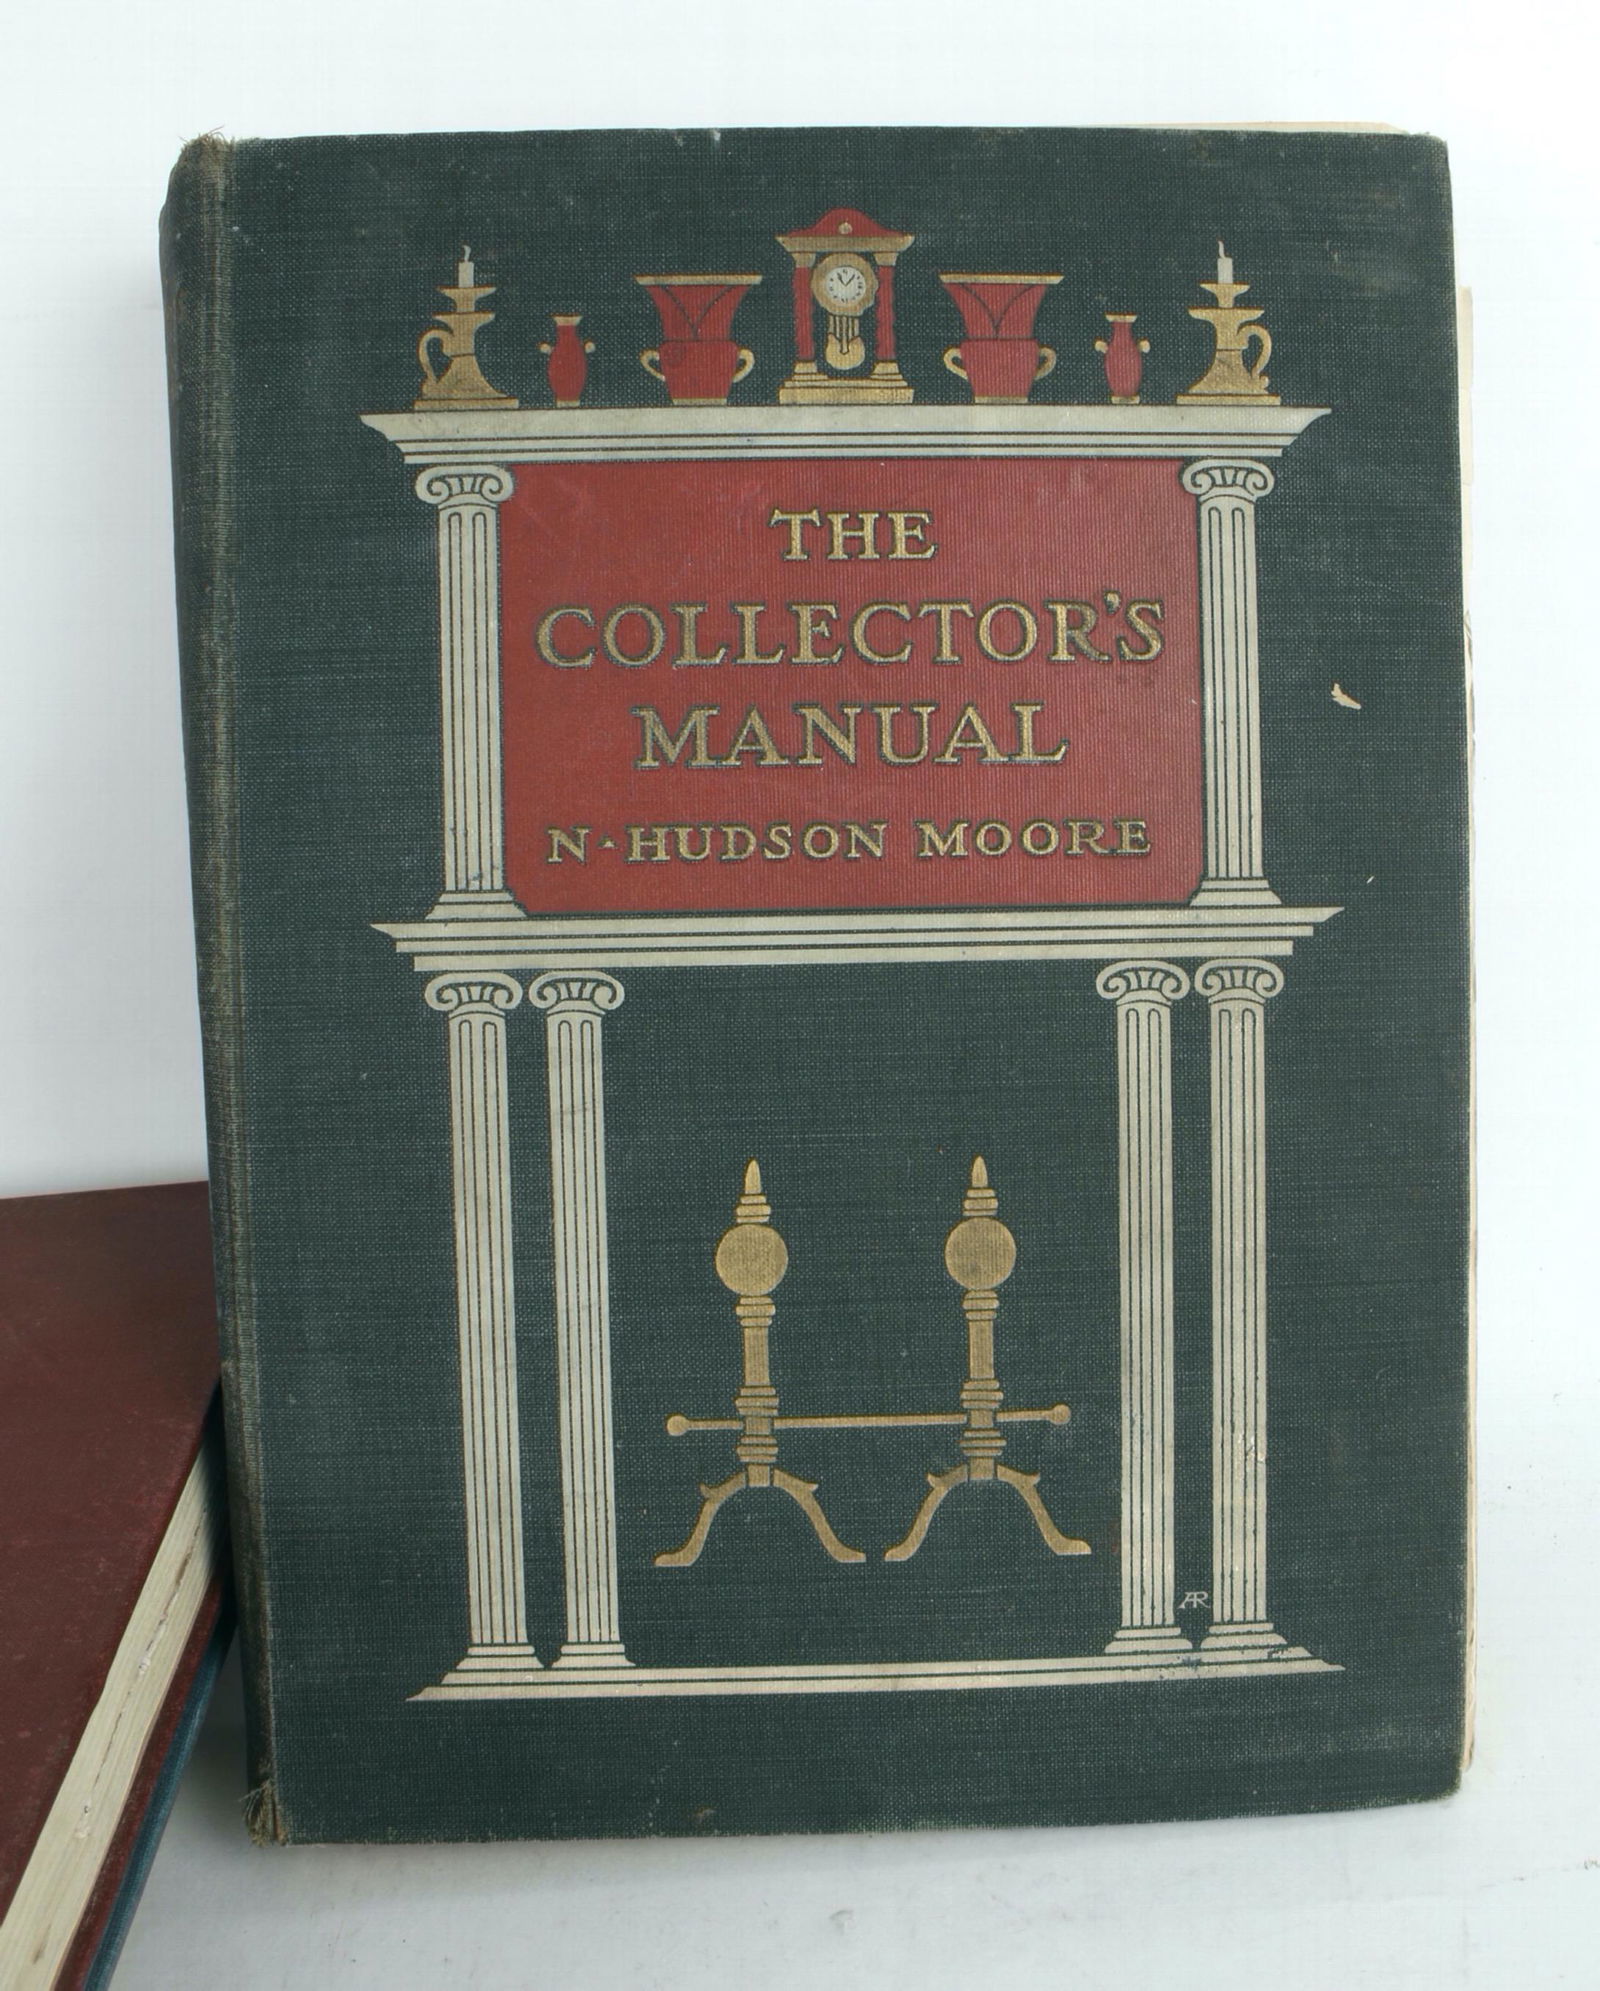 THE
COLLECTOR'S
MANUAL
N·HUDSON MOORE
AR